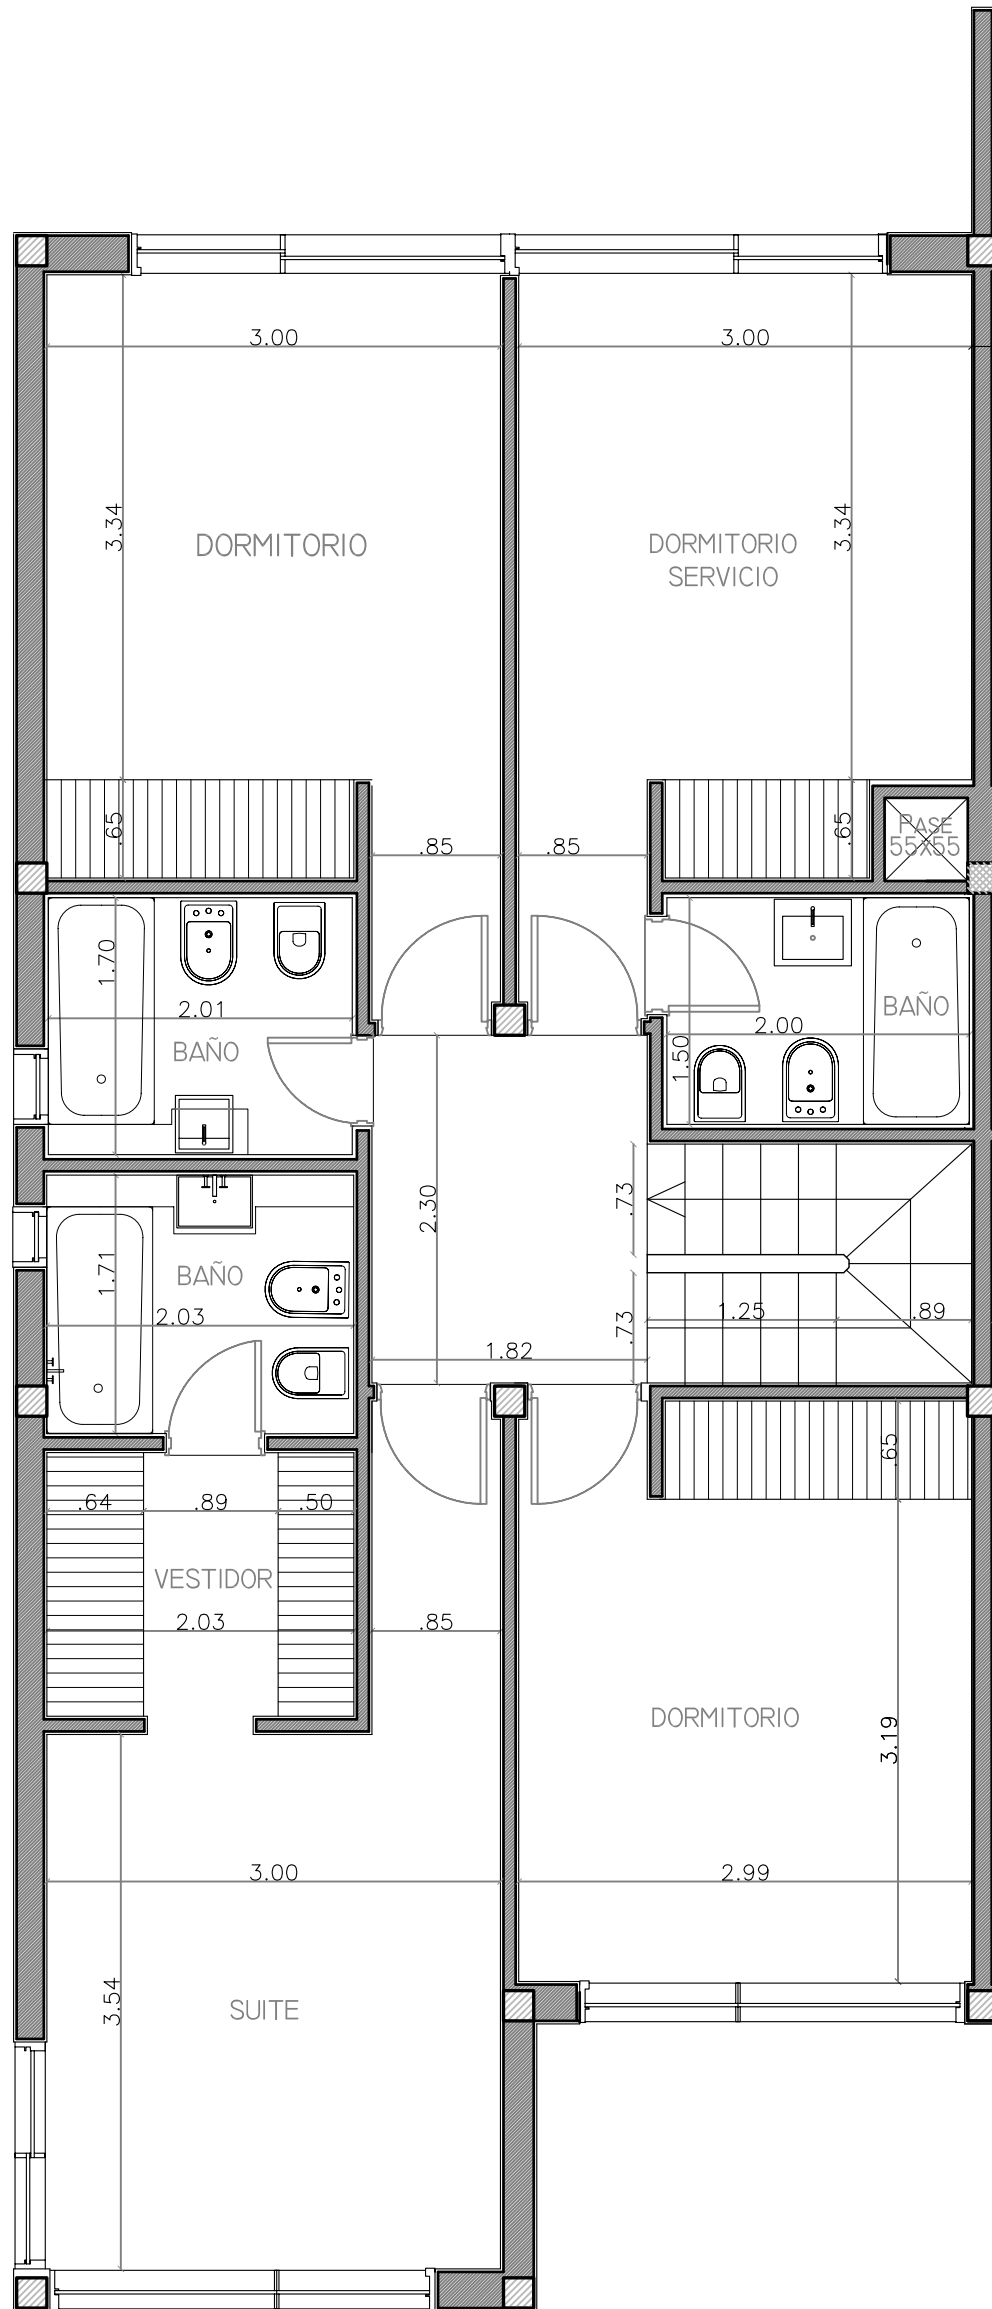 3.00
3.00
3.34
3.34
DORMITORIO
DORMITORIO
SERVICIO
.65
.85
.85
.65
PASE
55X55
1.70
2.01
BAÑO
BAÑO
2.00
1.50
2.30
.73
1.71
BAÑO
2.03
.73
1.25
.89
1.82
.65
.64
.89
.50
VESTIDOR
2.03
.85
DORMITORIO
3.19
3.00
2.99
3.54
SUITE